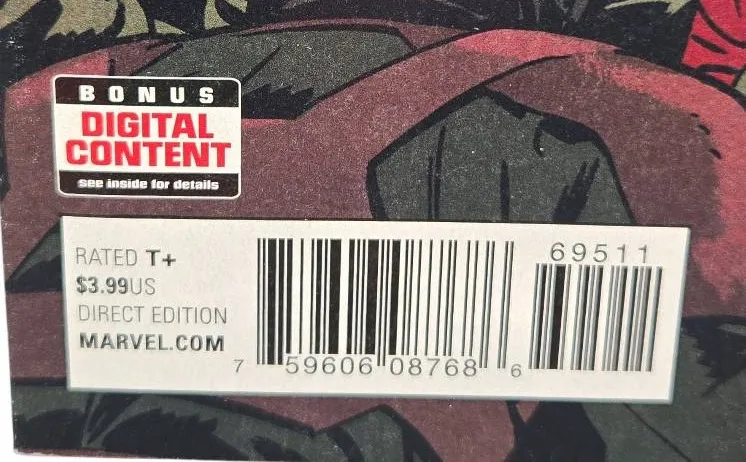 BONUS
DIGITAL
CONTENT
see inside for details
RATED T+
$3.99US
DIRECT EDITION
MARVEL.COM
69511
7 59606 08768 6